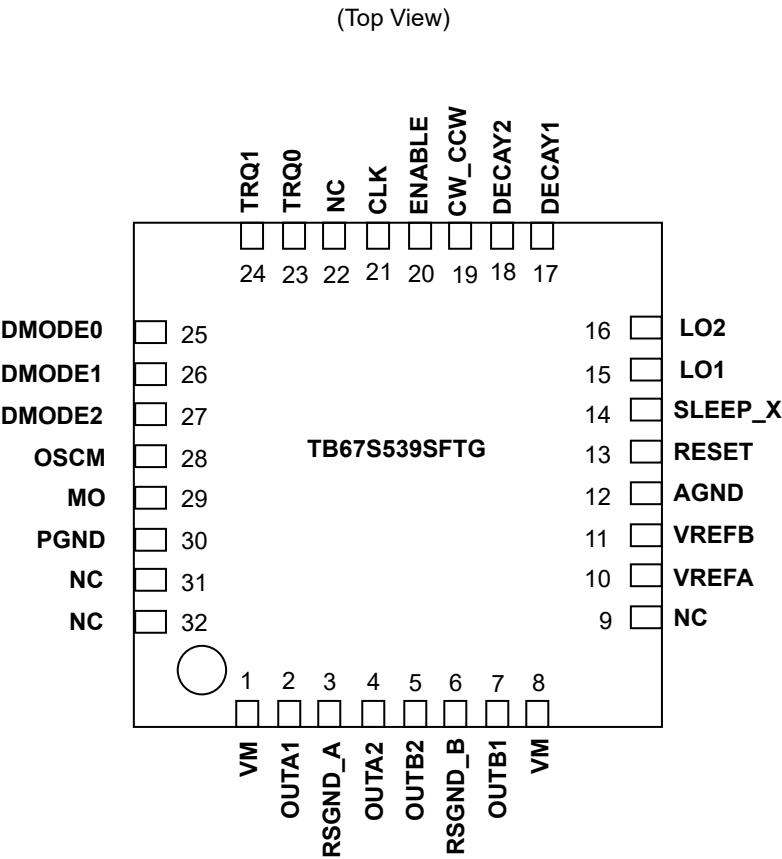 (Top View)
TRQ1 TRQ0 NC CLK ENABLE CW_CCW DECAY2 DECAY1
24 23 22 21 20 19 18 17
DMODE0 25 16 LO2
DMODE1 26 15 LO1
DMODE2 27 14 SLEEP_X
OSCM 28 TB67S539SFTG 13 RESET
MO 29 12 AGND
PGND 30 11 VREFB
NC 31 10 VREFA
NC 32 9 NC
1 2 3 4 5 6 7 8
VM OUTA1 RSGND_A OUTA2 OUTB2 RSGND_B OUTB1 VM